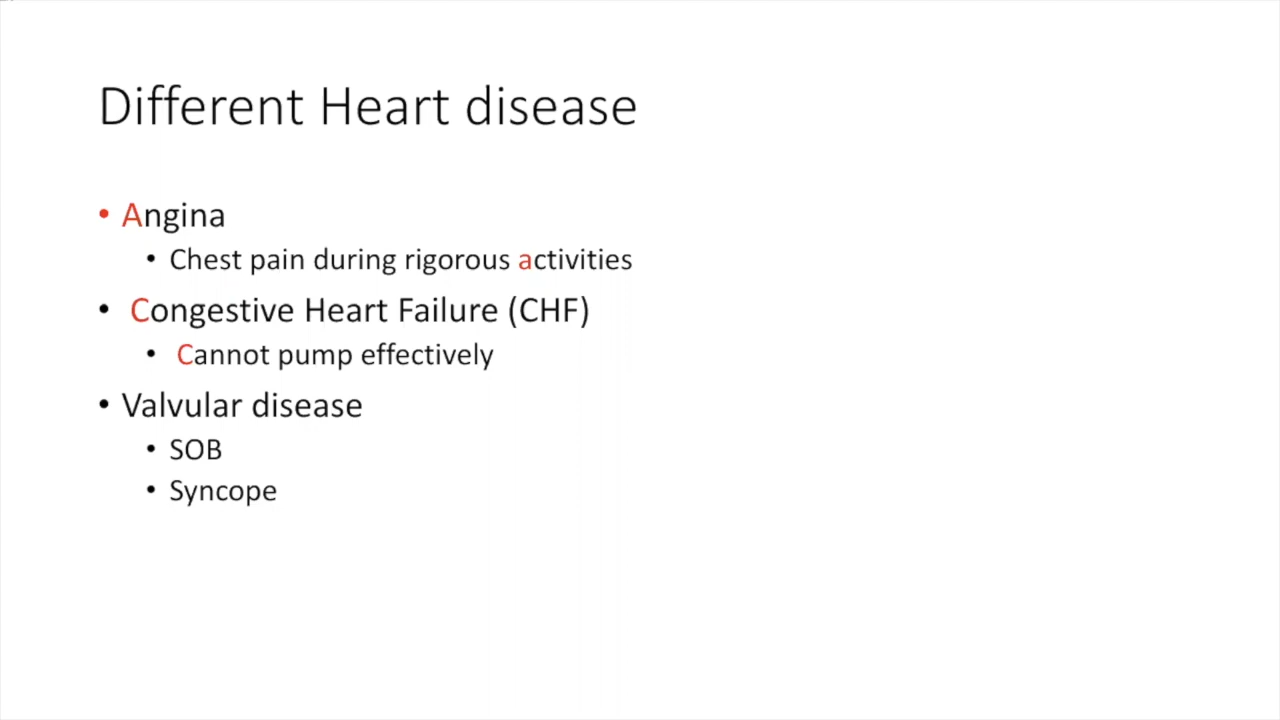 Different Heart disease
• Angina
• Chest pain during rigorous activities
• Congestive Heart Failure (CHF)
• Cannot pump effectively
• Valvular disease
• SOB
• Syncope